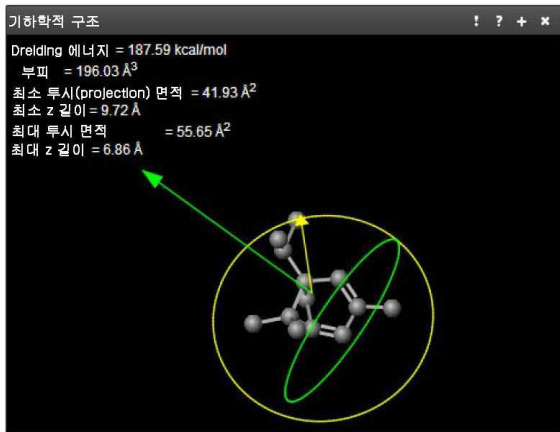 기하학적 구조 ! ? + ×
Dreiding 에너지 = 187.59 kcal/mol
부피 = 196.03 Å³
최소 투시(projection) 면적 = 41.93 Å²
최소 z 길이 = 9.72 Å
최대 투시 면적 = 55.65 Å²
최대 z 길이 = 6.86 Å